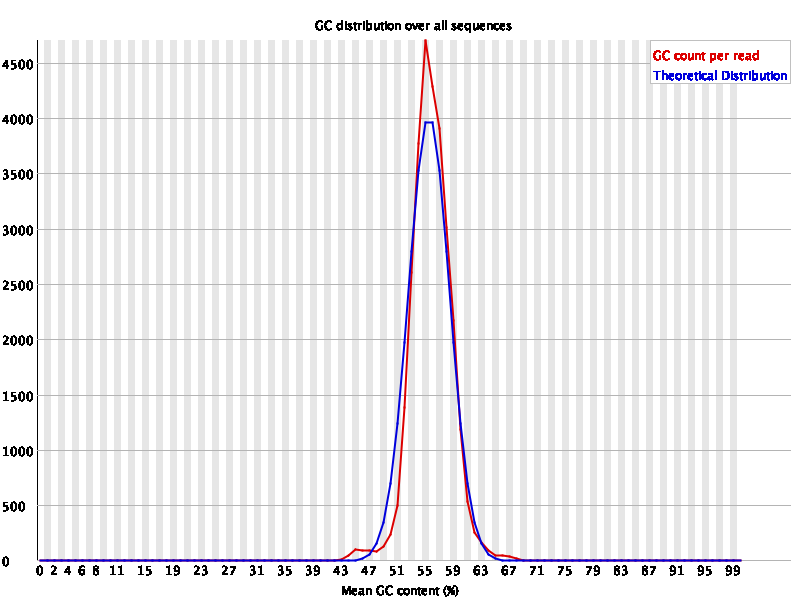 GC distribution over all sequences
GC count per read
Theoretical Distribution
4500
4000
3500
3000
2500
2000
1500
1000
500
0
0 2 4 6 8 11 15 19 23 27 31 35 39 43 47 51 55 59 63 67 71 75 79 83 87 91 95 99
Mean GC content (%)